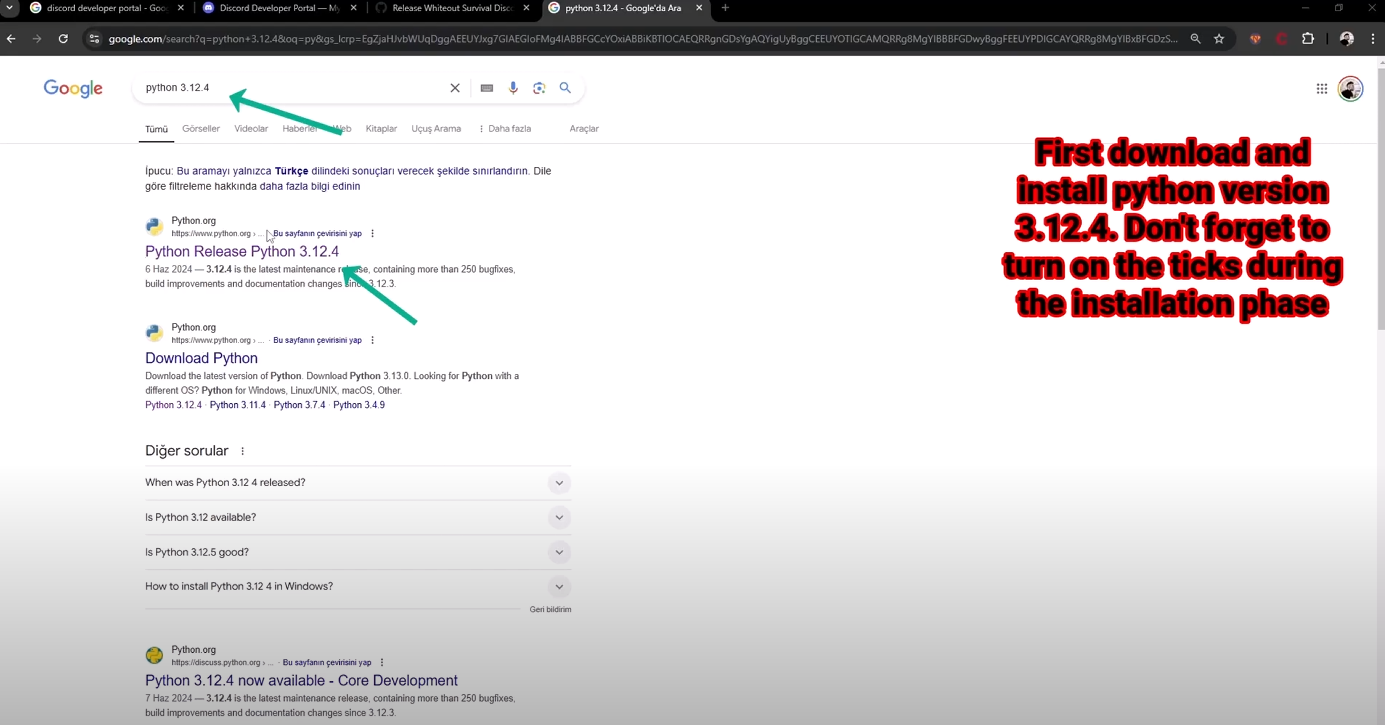 discord developer portal - Goo
Discord Developer Portal — My
Release Whiteout Survival Disco
python 3.12.4 - Google'da Ara
google.com/search?q=python+3.12.4&oq=py&gs_lcrp=
Google
python 3.12.4
Tümü Görseller Videolar Haberler Web Kitaplar Uçuş Arama Daha fazla Araçlar
İpucu: Bu aramayı yalnızca Türkçe dilindeki sonuçları verecek şekilde sınırlandırın. Dile
göre filtreleme hakkında daha fazla bilgi edinin
First download and
install python version
3.12.4. Don't forget to
turn on the ticks during
the installation phase
Python.org
https://www.python.org › ... Bu sayfanın çevirisini yap
Python Release Python 3.12.4
6 Haz 2024 — 3.12.4 is the latest maintenance release, containing more than 250 bugfixes,
build improvements and documentation changes since 3.12.3.
Python.org
https://www.python.org › ... · Bu sayfanın çevirisini yap
Download Python
Download the latest version of Python. Download Python 3.13.0. Looking for Python with a
different OS? Python for Windows, Linux/UNIX, macOS, Other.
Python 3.12.4 · Python 3.11.4 · Python 3.7.4 · Python 3.4.9
Diğer sorular
When was Python 3.12 4 released?
Is Python 3.12 available?
Is Python 3.12.5 good?
How to install Python 3.12 4 in Windows?
Geri bildirim
Python.org
https://discuss.python.org › ... · Bu sayfanın çevirisini yap
Python 3.12.4 now available - Core Development
7 Haz 2024 — 3.12.4 is the latest maintenance release, containing more than 250 bugfixes,
build improvements and documentation changes since 3.12.3.